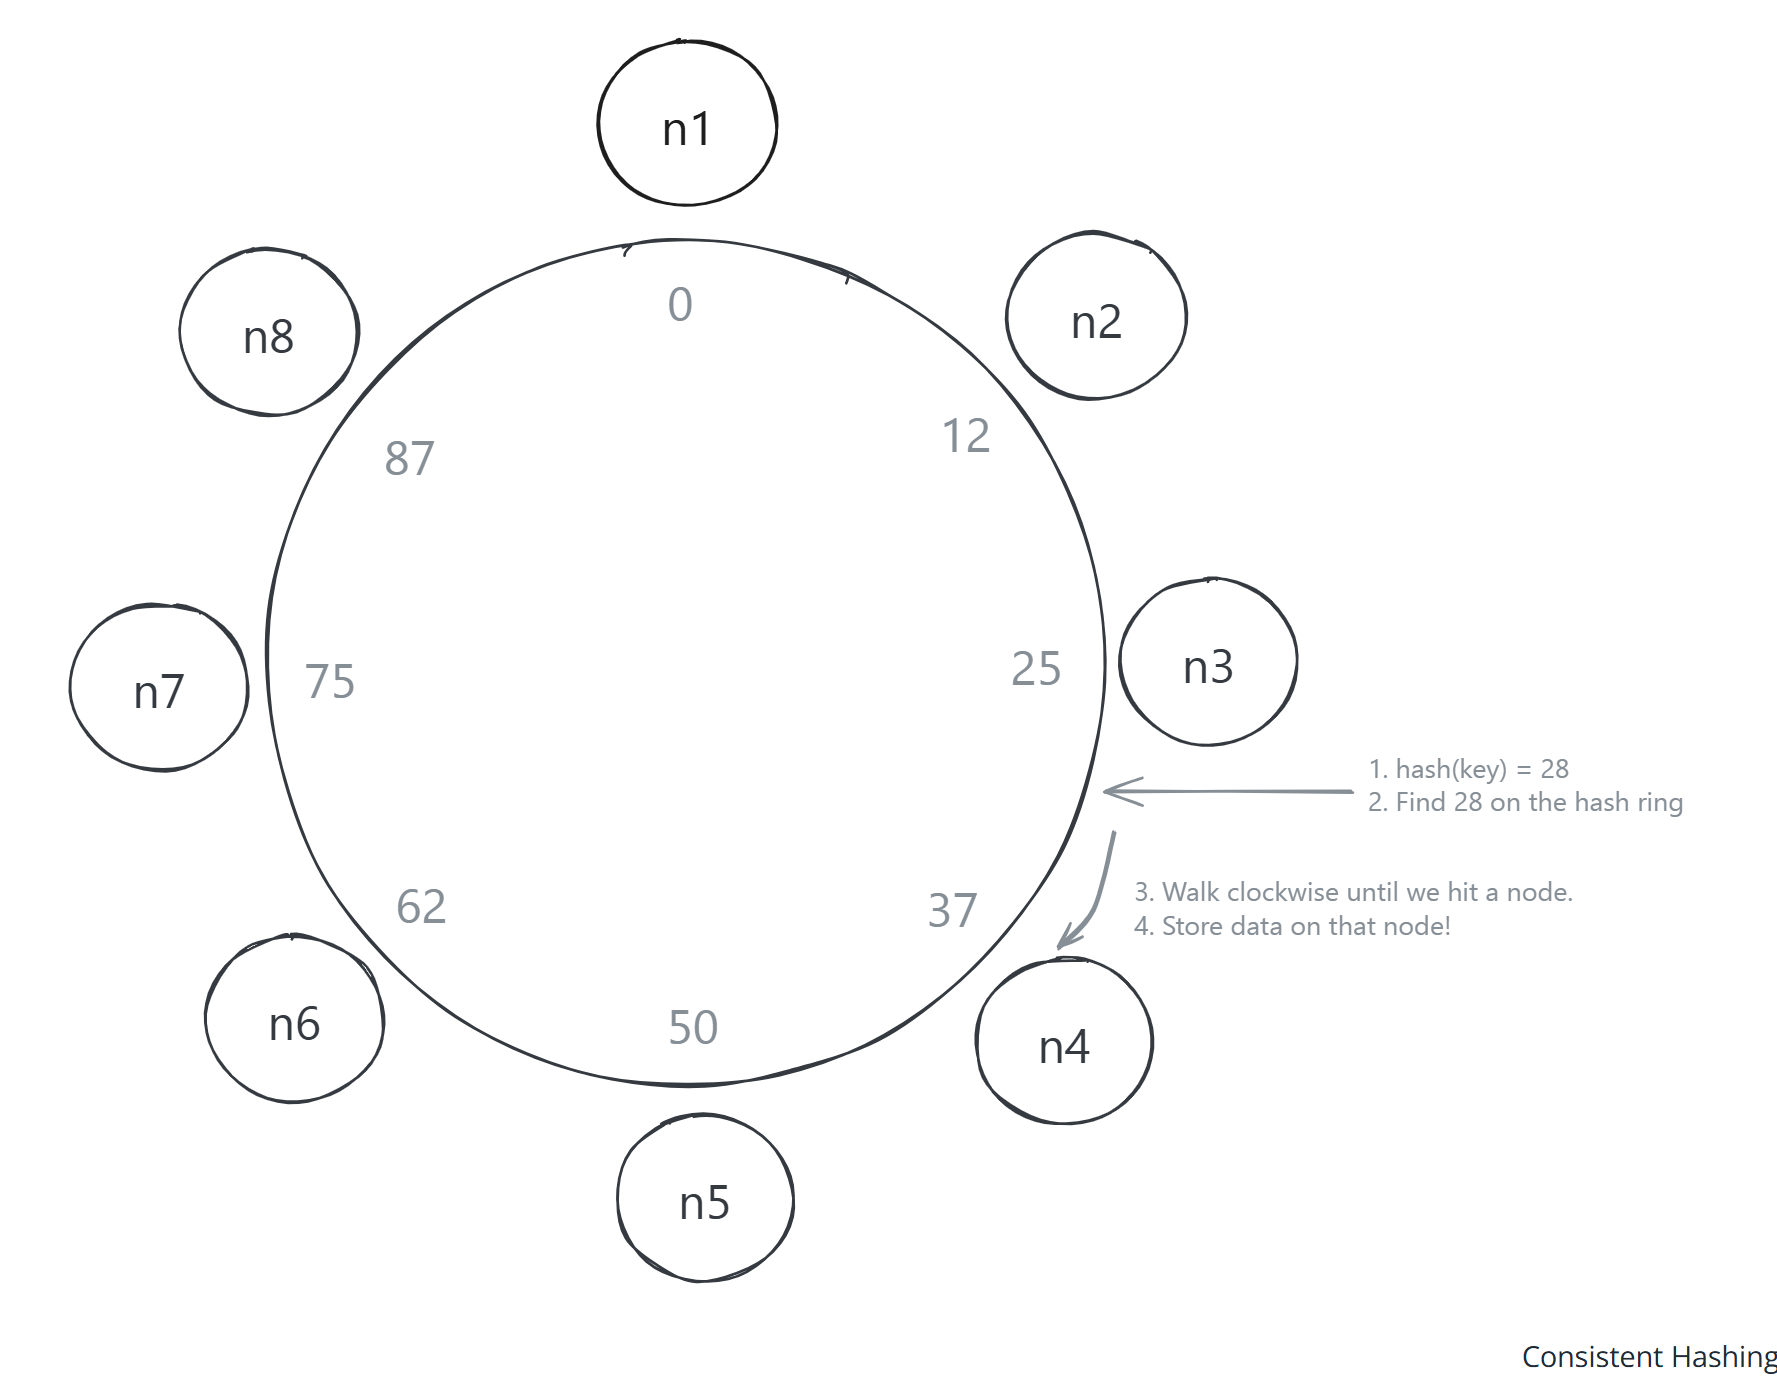 n1
n2
n8
0
12
87
n3
25
75
n7
1. hash(key) = 28
2. Find 28 on the hash ring
3. Walk clockwise until we hit a node.
4. Store data on that node!
62
37
n6
50
n4
n5
Consistent Hashing